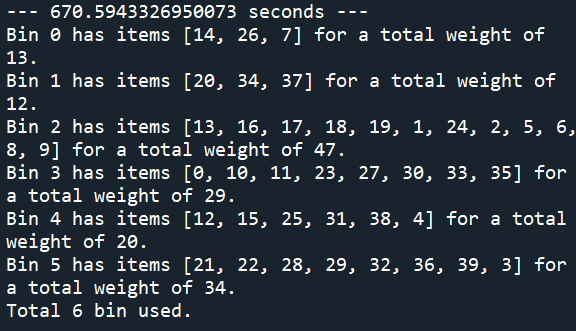 --- 670.5943326950073 seconds ---
Bin 0 has items [14, 26, 7] for a total weight of
13.
Bin 1 has items [20, 34, 37] for a total weight of
12.
Bin 2 has items [13, 16, 17, 18, 19, 1, 24, 2, 5, 6,
8, 9] for a total weight of 47.
Bin 3 has items [0, 10, 11, 23, 27, 30, 33, 35] for
a total weight of 29.
Bin 4 has items [12, 15, 25, 31, 38, 4] for a total
weight of 20.
Bin 5 has items [21, 22, 28, 29, 32, 36, 39, 3] for
a total weight of 34.
Total 6 bin used.